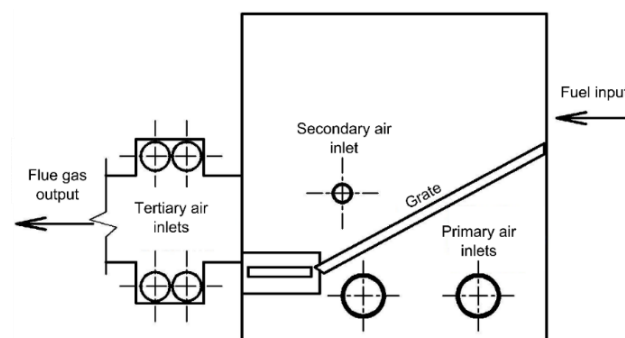 Fuel input
Secondary air
inlet
Flue gas
output
Tertiary air
inlets
Grate
Primary air
inlets